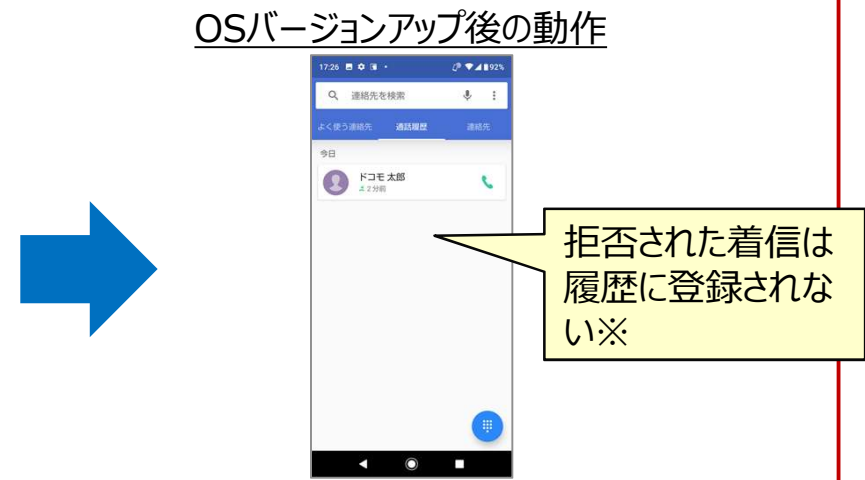 OSバージョンアップ後の動作
17:26 92%
連絡先を検索
よく使う連絡先 通話履歴 連絡先
今日
ドコモ 太郎
2 分前
拒否された着信は
履歴に登録されな
い※